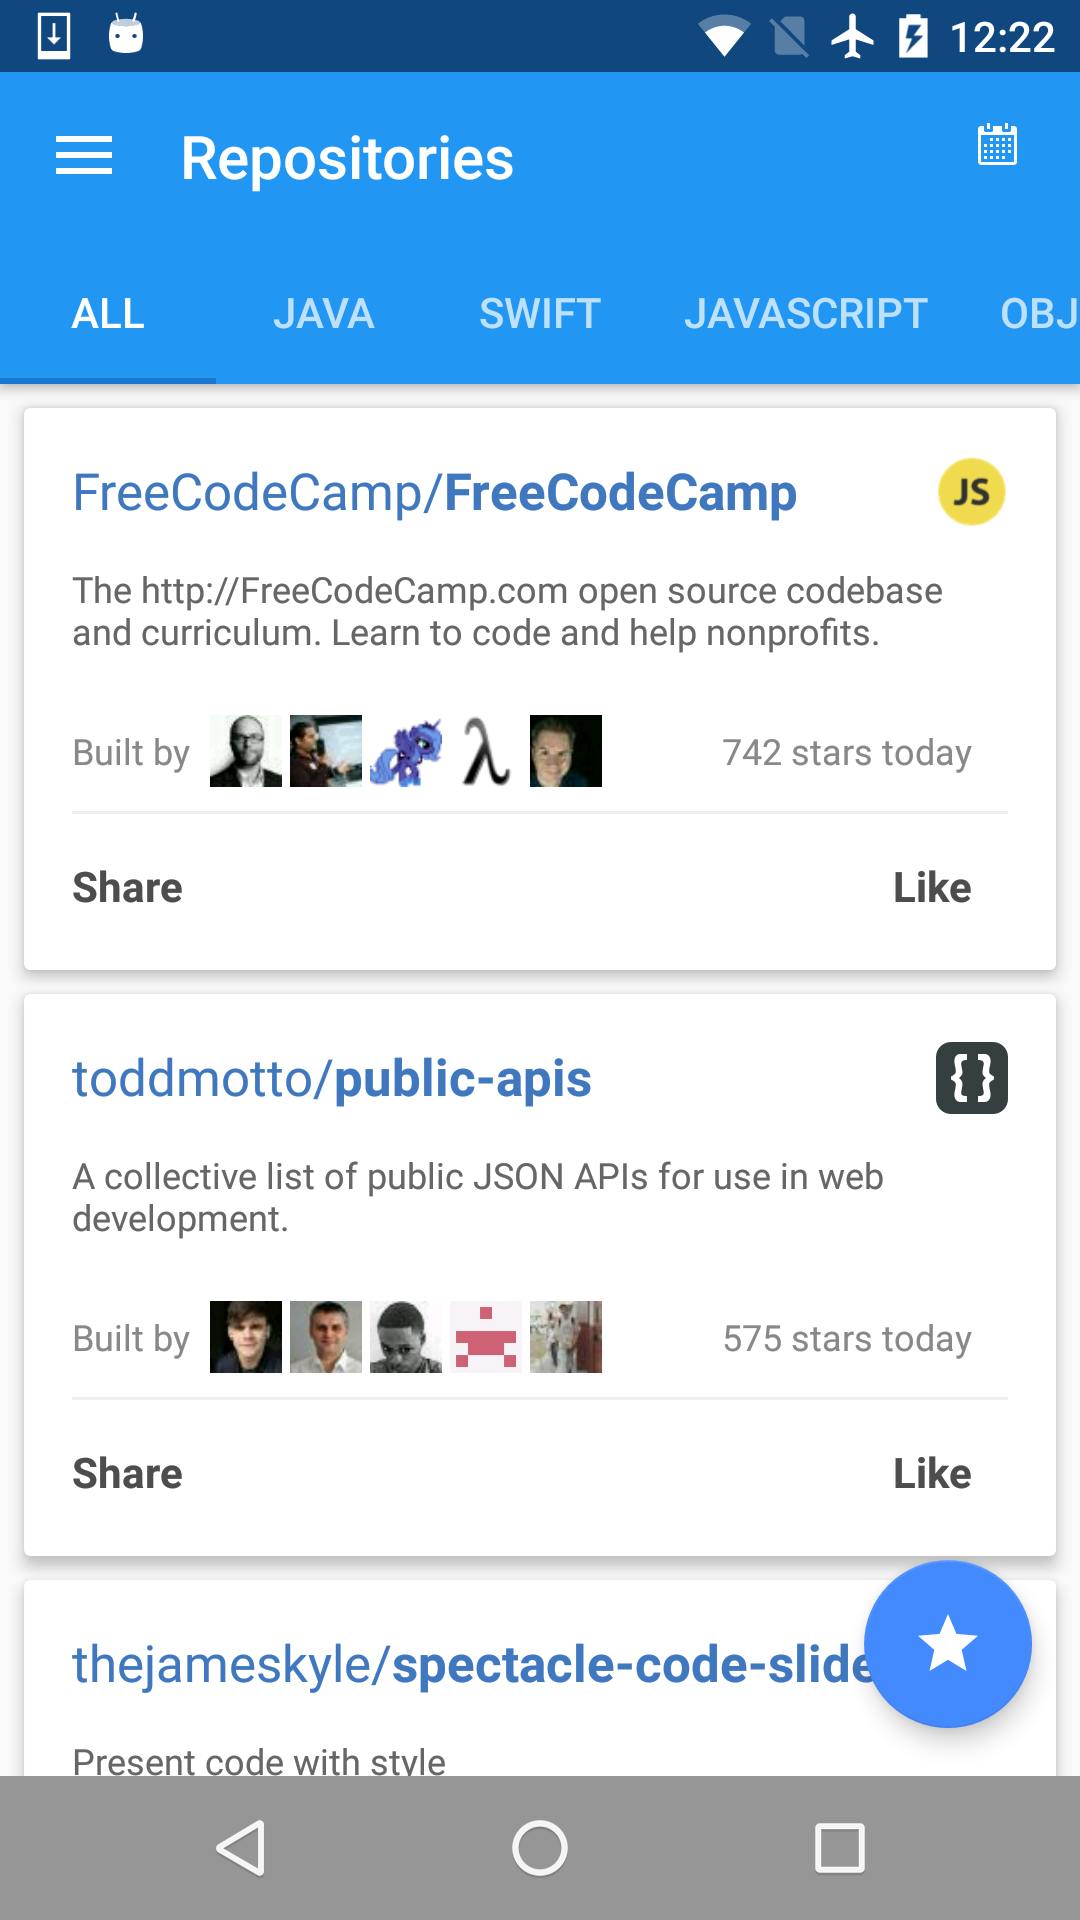 12:22
Repositories
ALL JAVA SWIFT JAVASCRIPT OBJ
FreeCodeCamp/FreeCodeCamp
JS
The http://FreeCodeCamp.com open source codebase
and curriculum. Learn to code and help nonprofits.
Built by λ 742 stars today
Share Like
toddmotto/public-apis
{}
A collective list of public JSON APIs for use in web
development.
Built by 575 stars today
Share Like
thejameskyle/spectacle-code-slide
Present code with style